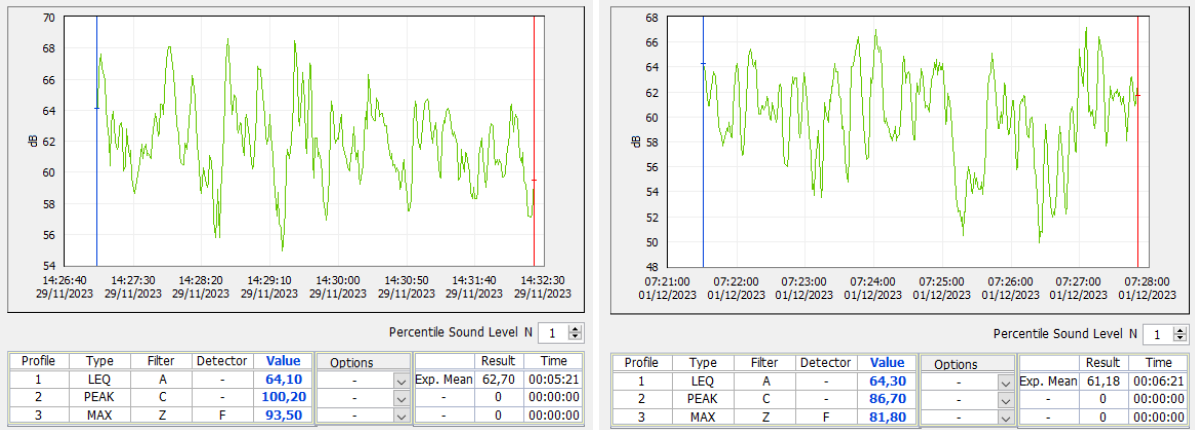 70
68
66
64
62
60
58
56
54
dB
14:26:40 14:27:30 14:28:20 14:29:10 14:30:00 14:30:50 14:31:40 14:32:30
29/11/2023 29/11/2023 29/11/2023 29/11/2023 29/11/2023 29/11/2023 29/11/2023 29/11/2023
Percentile Sound Level N 1
Profile Type Filter Detector Value Options Result Time
1 LEQ A - 64,10 - Exp. Mean 62,70 00:05:21
2 PEAK C - 100,20 - - 0 00:00:00
3 MAX Z F 93,50 - - 0 00:00:00
68
66
64
62
60
58
56
54
52
50
48
dB
07:21:00 07:22:00 07:23:00 07:24:00 07:25:00 07:26:00 07:27:00 07:28:00
01/12/2023 01/12/2023 01/12/2023 01/12/2023 01/12/2023 01/12/2023 01/12/2023 01/12/2023
Percentile Sound Level N 1
Profile Type Filter Detector Value Options Result Time
1 LEQ A - 64,30 - Exp. Mean 61,18 00:06:21
2 PEAK C - 86,70 - - 0 00:00:00
3 MAX Z F 81,80 - - 0 00:00:00